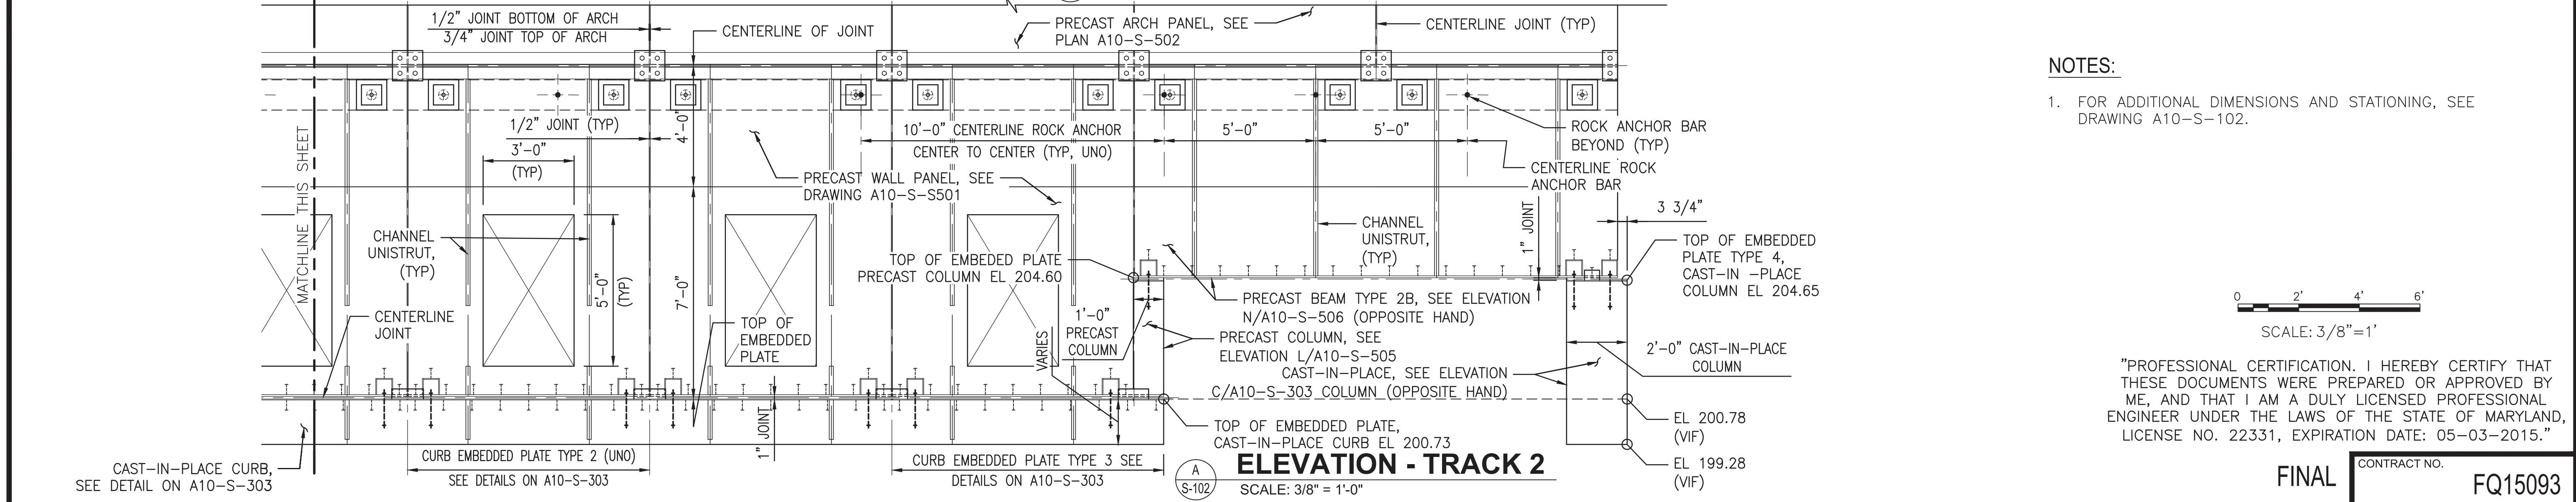 1/2" JOINT BOTTOM OF ARCH
3/4" JOINT TOP OF ARCH
CENTERLINE OF JOINT
PRECAST ARCH PANEL, SEE
PLAN A10-S-502
CENTERLINE JOINT (TYP)
NOTES:
1. FOR ADDITIONAL DIMENSIONS AND STATIONING, SEE
DRAWING A10-S-102.
MATCHLINE THIS SHEET
1/2" JOINT (TYP)
3'-0"
(TYP)
4'-0"
10'-0" CENTERLINE ROCK ANCHOR
CENTER TO CENTER (TYP, UNO)
5'-0"
5'-0"
ROCK ANCHOR BAR
BEYOND (TYP)
CENTERLINE ROCK
ANCHOR BAR
PRECAST WALL PANEL, SEE
DRAWING A10-S-S501
CHANNEL
UNISTRUT,
(TYP)
5'-0"
(TYP)
7'-0"
CHANNEL
UNISTRUT,
(TYP)
1" JOINT
3 3/4"
TOP OF EMBEDED PLATE
PRECAST COLUMN EL 204.60
TOP OF EMBEDDED
PLATE TYPE 4,
CAST-IN -PLACE
COLUMN EL 204.65
CENTERLINE
JOINT
TOP OF
EMBEDDED
PLATE
1'-0"
PRECAST
COLUMN
VARIES
PRECAST BEAM TYPE 2B, SEE ELEVATION
N/A10-S-506 (OPPOSITE HAND)
PRECAST COLUMN, SEE
ELEVATION L/A10-S-505
CAST-IN-PLACE, SEE ELEVATION
C/A10-S-303 COLUMN (OPPOSITE HAND)
2'-0" CAST-IN-PLACE
COLUMN
0 2' 4' 6'
SCALE: 3/8"=1'
"PROFESSIONAL CERTIFICATION. I HEREBY CERTIFY THAT
THESE DOCUMENTS WERE PREPARED OR APPROVED BY
ME, AND THAT I AM A DULY LICENSED PROFESSIONAL
ENGINEER UNDER THE LAWS OF THE STATE OF MARYLAND,
LICENSE NO. 22331, EXPIRATION DATE: 05-03-2015."
1" JOINT
TOP OF EMBEDDED PLATE,
CAST-IN-PLACE CURB EL 200.73
EL 200.78
(VIF)
EL 199.28
(VIF)
CAST-IN-PLACE CURB,
SEE DETAIL ON A10-S-303
CURB EMBEDDED PLATE TYPE 2 (UNO)
SEE DETAILS ON A10-S-303
CURB EMBEDDED PLATE TYPE 3 SEE
DETAILS ON A10-S-303
A
S-102
ELEVATION - TRACK 2
SCALE: 3/8" = 1'-0"
FINAL
CONTRACT NO.
FQ15093